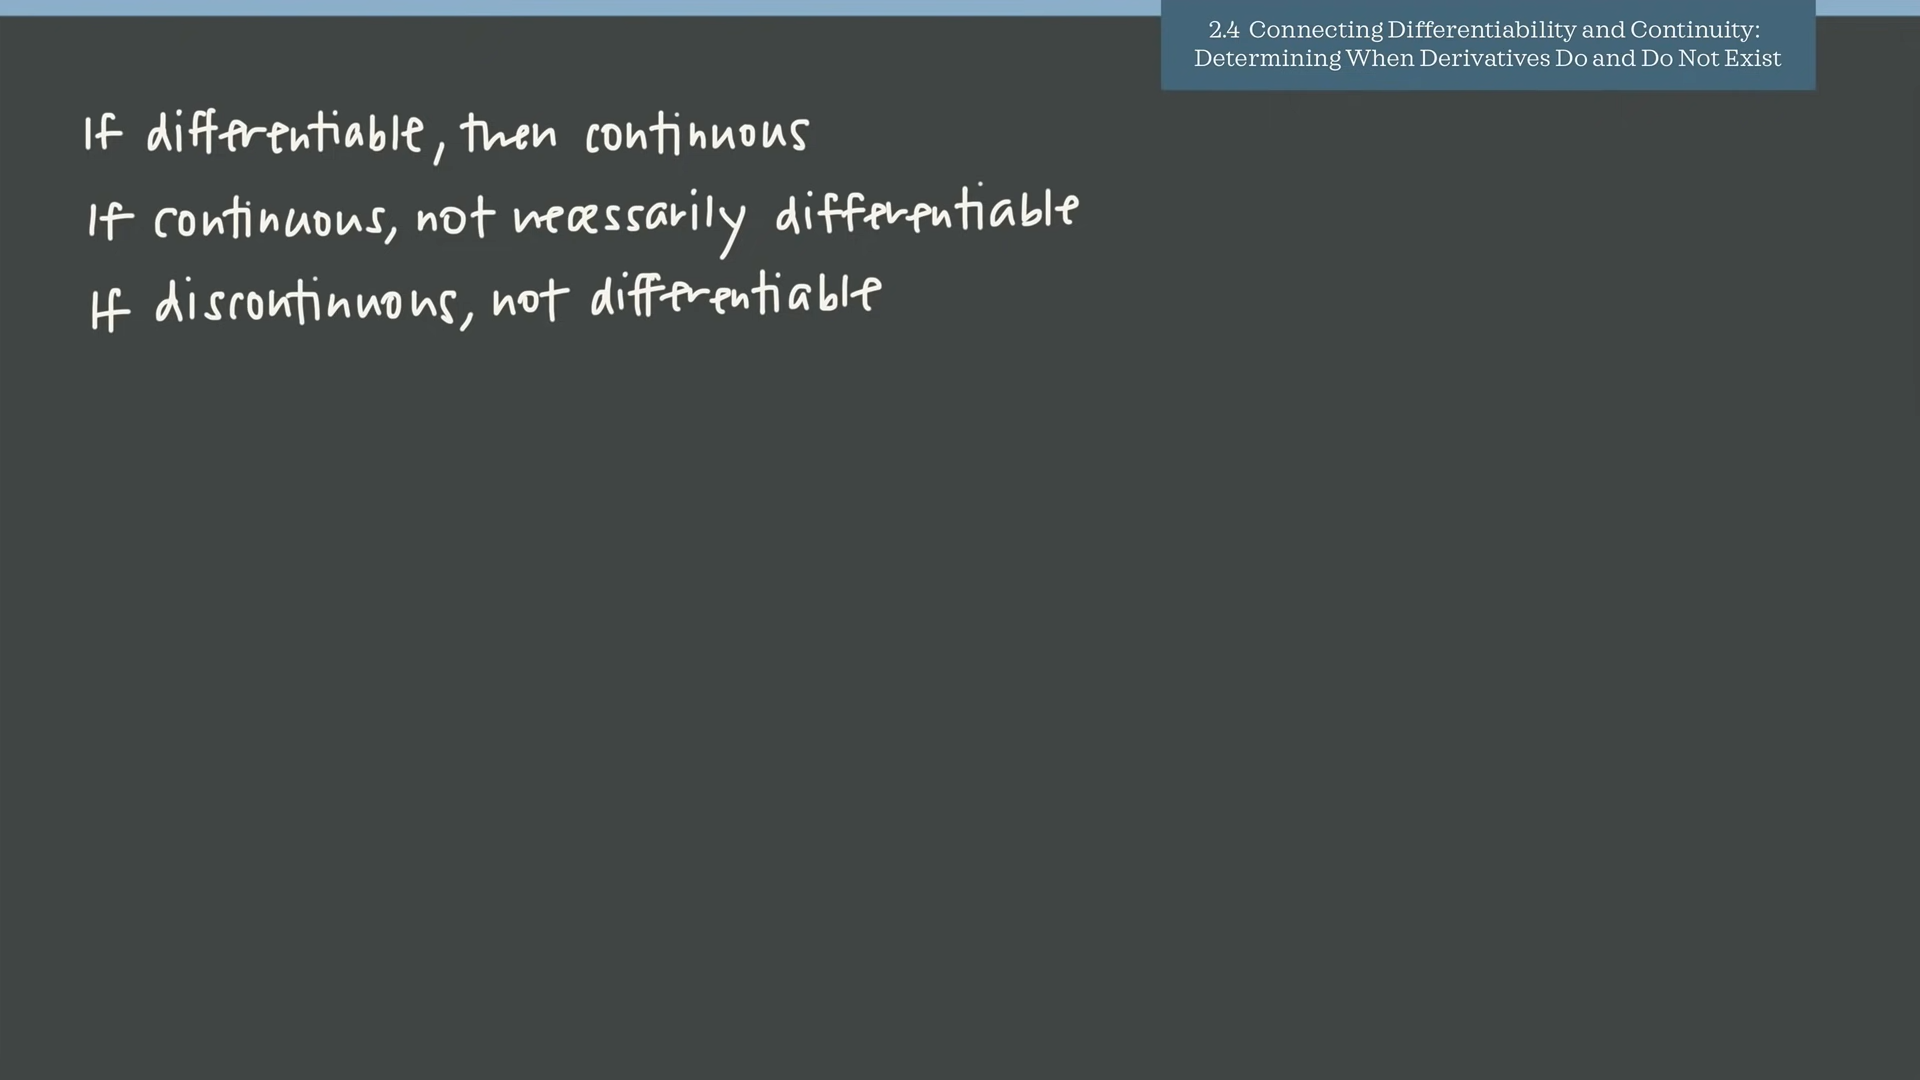 2.4 Connecting Differentiability and Continuity:
Determining When Derivatives Do and Do Not Exist
If differentiable, then continuous
If continuous, not necessarily differentiable
If discontinuous, not differentiable